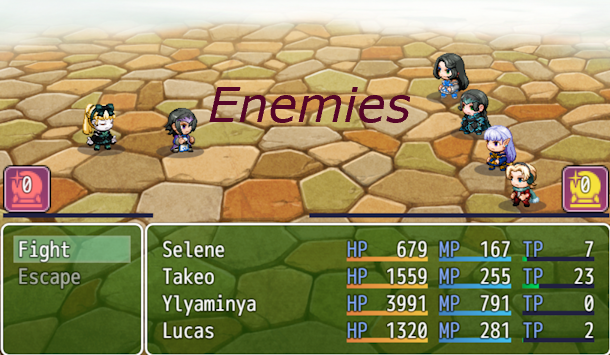 Enemies
0
0
Fight
Escape
Selene HP 679 MP 167 TP 7
Takeo HP 1559 MP 255 TP 23
Ylyaminya HP 3991 MP 791 TP 0
Lucas HP 1320 MP 281 TP 2